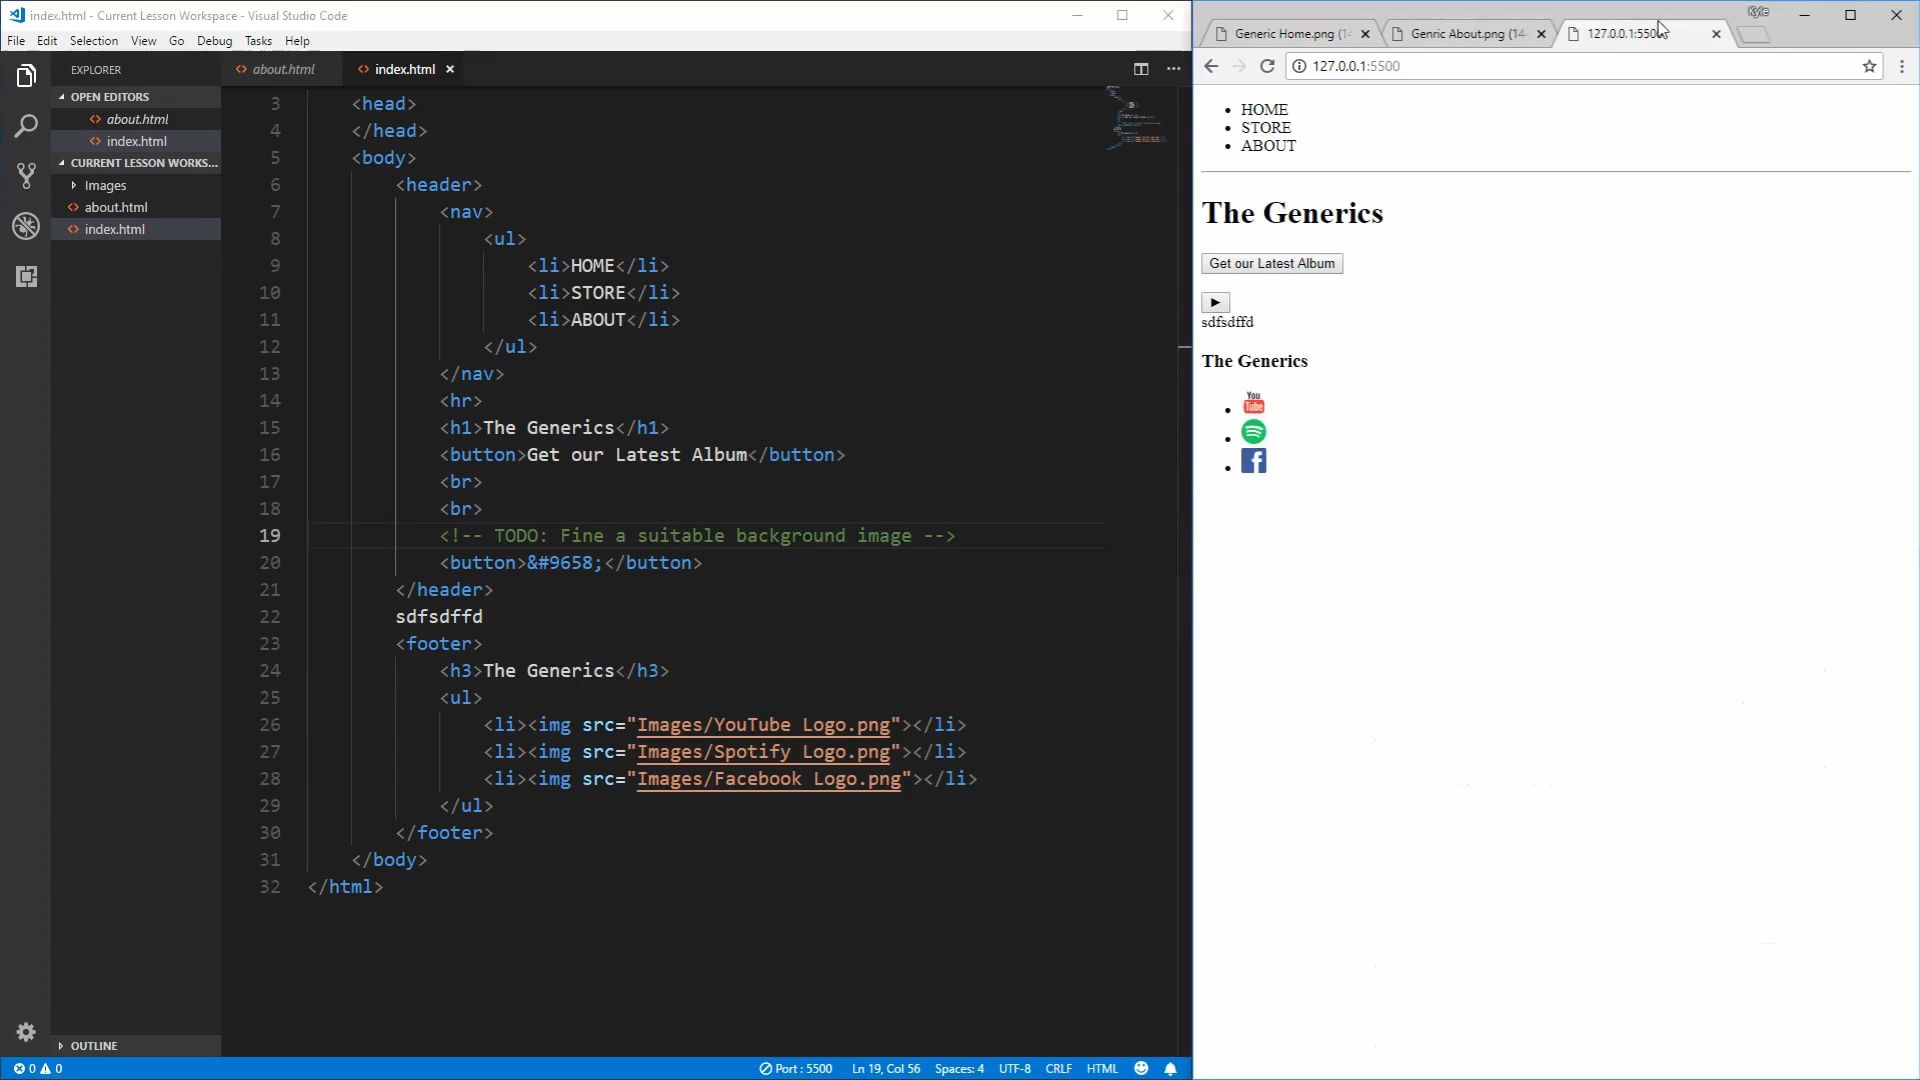 index.html - Current Lesson Workspace - Visual Studio Code
File Edit Selection View Go Debug Tasks Help
EXPLORER
OPEN EDITORS
about.html
index.html
CURRENT LESSON WORKS...
Images
about.html
index.html
OUTLINE
about.html index.html
3 <head>
4 </head>
5 <body>
6 <header>
7 <nav>
8 <ul>
9 <li>HOME</li>
10 <li>STORE</li>
11 <li>ABOUT</li>
12 </ul>
13 </nav>
14 <hr>
15 <h1>The Generics</h1>
16 <button>Get our Latest Album</button>
17 <br>
18 <br>
19 <!-- TODO: Fine a suitable background image -->
20 <button>&#9658;</button>
21 </header>
22 sdfsdffd
23 <footer>
24 <h3>The Generics</h3>
25 <ul>
26 <li><img src="Images/YouTube Logo.png"></li>
27 <li><img src="Images/Spotify Logo.png"></li>
28 <li><img src="Images/Facebook Logo.png"></li>
29 </ul>
30 </footer>
31 </body>
32 </html>
0 0 Port : 5500 Ln 19, Col 56 Spaces: 4 UTF-8 CRLF HTML
Kyle
Generic Home.png (1 Genric About.png (14 127.0.0.1:5500
127.0.0.1:5500
HOME
STORE
ABOUT
The Generics
Get our Latest Album
►
sdfsdffd
The Generics
You
Tube
f